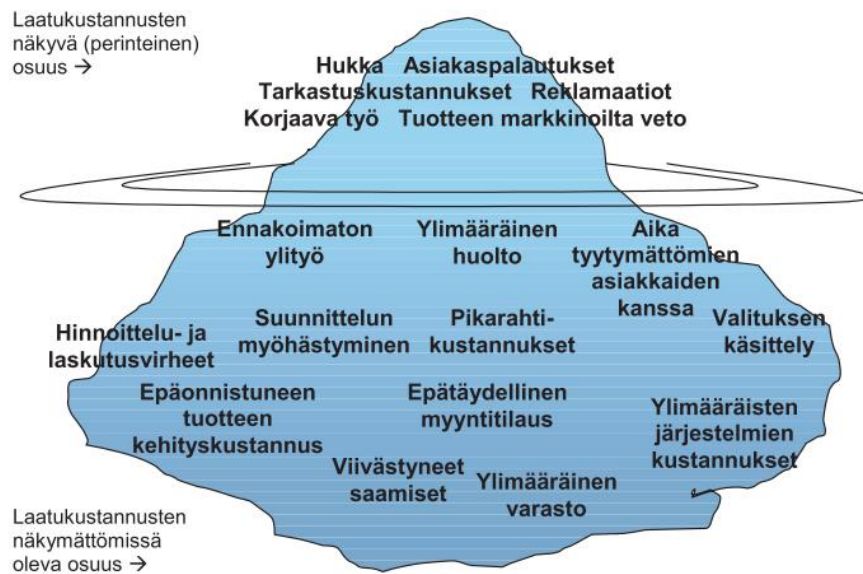 Laatukustannusten
näkyvä (perinteinen)
osuus →
Hukka Asiakaspalautukset
Tarkastuskustannukset Reklamaatiot
Korjaava työ Tuotteen markkinoilta veto
Ennakoimaton
ylityö
Ylimääräinen
huolto
Aika
tyytymättömien
asiakkaiden
kanssa
Hinnoittelu- ja
laskutusvirheet
Suunnittelun
myöhästyminen
Pikarahti-
kustannukset
Valituksen
käsittely
Epäonnistuneen
tuotteen
kehityskustannus
Epätäydellinen
myyntitilaus
Ylimääräisten
järjestelmien
kustannukset
Viivästyneet
saamiset
Ylimääräinen
varasto
Laatukustannusten
näkymättömissä
oleva osuus →